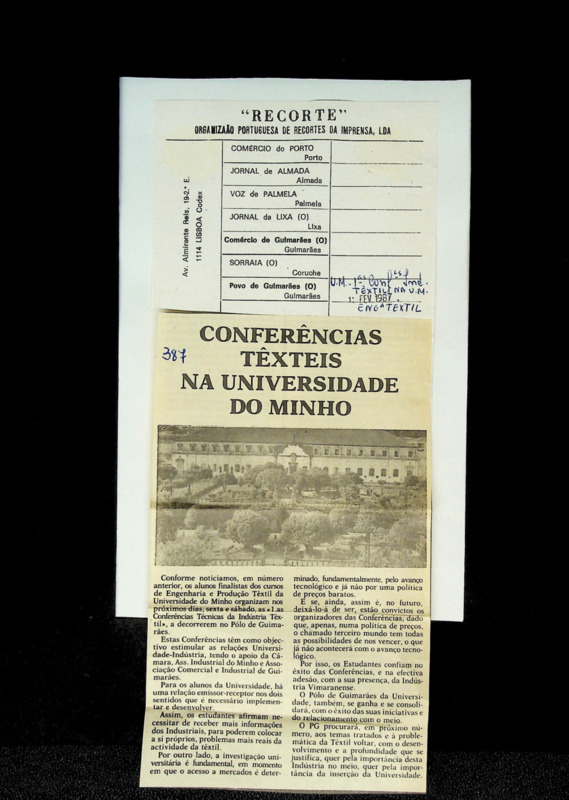 "RECORTE"
ORGANIZAÃO PORTUGUESA DE RECORTES DA IMPRENSA, LDA
Av. Almirante Reis, 19-2.º E.
1114 LISBOA Codex
COMÉRCIO do PORTO
Porto
JORNAL de ALMADA
Almada
VOZ de PALMELA
Palmela
JORNAL da LIXA (O)
Lixa
Comércio de Guimarães (O)
Guimarães
SORRAIA (O)
Coruche
Povo de Guimarães (O)
Guimarães
U.M.
TÊXTIL NA U.M.
FEV. 1987
ENGª TEXTIL
387
CONFERÊNCIAS
TÊXTEIS
NA UNIVERSIDADE
DO MINHO
Conforme noticiamos, em número
anterior, os alunos finalistas dos cursos
de Engenharia e Produção Têxtil da
Universidade do Minho organizam nos
próximos dias, sexta e sábado, as «1.as
Conferências Técnicas da Indústria Têx-
til», a decorrerem no Pólo de Guima-
rães.
Estas Conferências têm como objec-
tivo estimular as relações Universi-
dade-Indústria, tendo o apoio da Câ-
mara, Ass. Industrial do Minho e Asso-
ciação Comercial e Industrial de Gui-
marães.
Para os alunos da Universidade, há
uma relação emissor-receptor nos dois
sentidos que é necessário implemen-
tar e desenvolver.
Assim, os estudantes afirmam ne-
cessitar de receber mais informações
dos Industriais, para poderem colocar
a si próprios, problemas mais reais da
actividade da têxtil.
Por outro lado, a investigação uni-
versitária é fundamental, em momento
em que o acesso a mercados é deter-
minado, fundamentalmente, pelo avanço
tecnológico e já não por uma política
de preços baratos.
E se, ainda, assim é, no futuro,
deixá-lo-à de ser, estão convictos os
organizadores das Conferências, dado
que, apenas, numa política de preços,
o chamado terceiro mundo tem todas
as possibilidades de nos vencer, o que
já não acontecerá com o avanço tecno-
lógico.
Por isso, os Estudantes confiam no
êxito das Conferências, e na efectiva
adesão, com a sua presença, da Indús-
tria Vimaranense.
O Pólo de Guimarães da Universi-
dade, também, se ganha e se consoli-
dará, com o êxito das suas iniciativas e
do relacionamento com o meio.
O PG procurará, em próximo nú-
mero, aos temas tratados e à proble-
mática da Têxtil voltar, com o desen-
volvimento e a profundidade que se
justifica, quer pela importância desta
Indústria no meio, quer pela impor-
tância da inserção da Universidade.